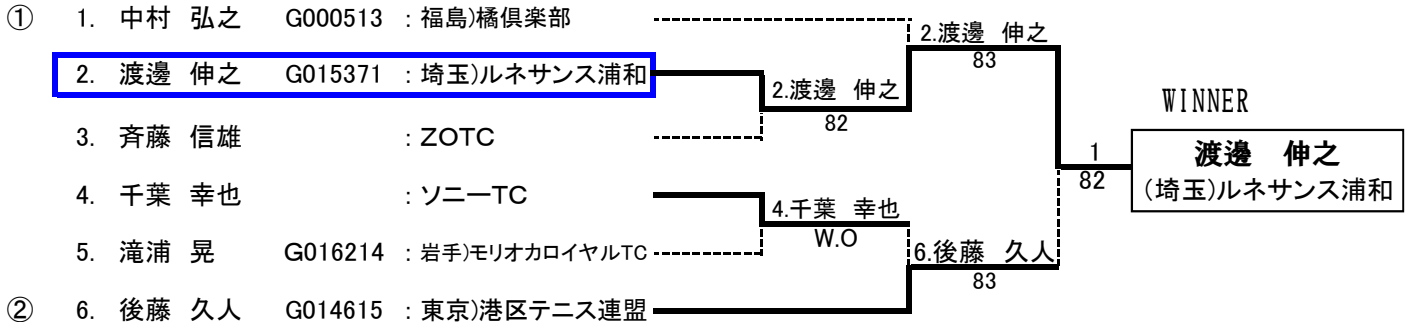 ① 1. 中村 弘之 G000513 : 福島)橘倶楽部
2.渡邊 伸之
83
2. 渡邊 伸之 G015371 : 埼玉)ルネサンス浦和
2.渡邊 伸之
82
WINNER
3. 斉藤 信雄 : ZOTC
1
82
渡邊 伸之
(埼玉)ルネサンス浦和
4. 千葉 幸也 : ソニーTC
4.千葉 幸也
W.O
5. 滝浦 晃 G016214 : 岩手)モリオカロイヤルTC
6.後藤 久人
83
② 6. 後藤 久人 G014615 : 東京)港区テニス連盟